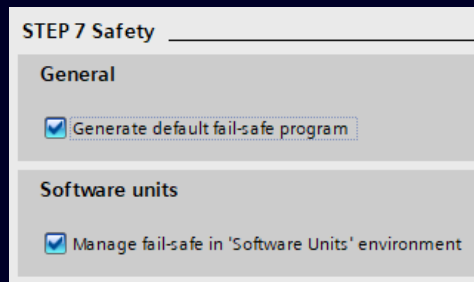 STEP 7 Safety
General
Generate default fail-safe program
Software units
Manage fail-safe in 'Software Units' environment